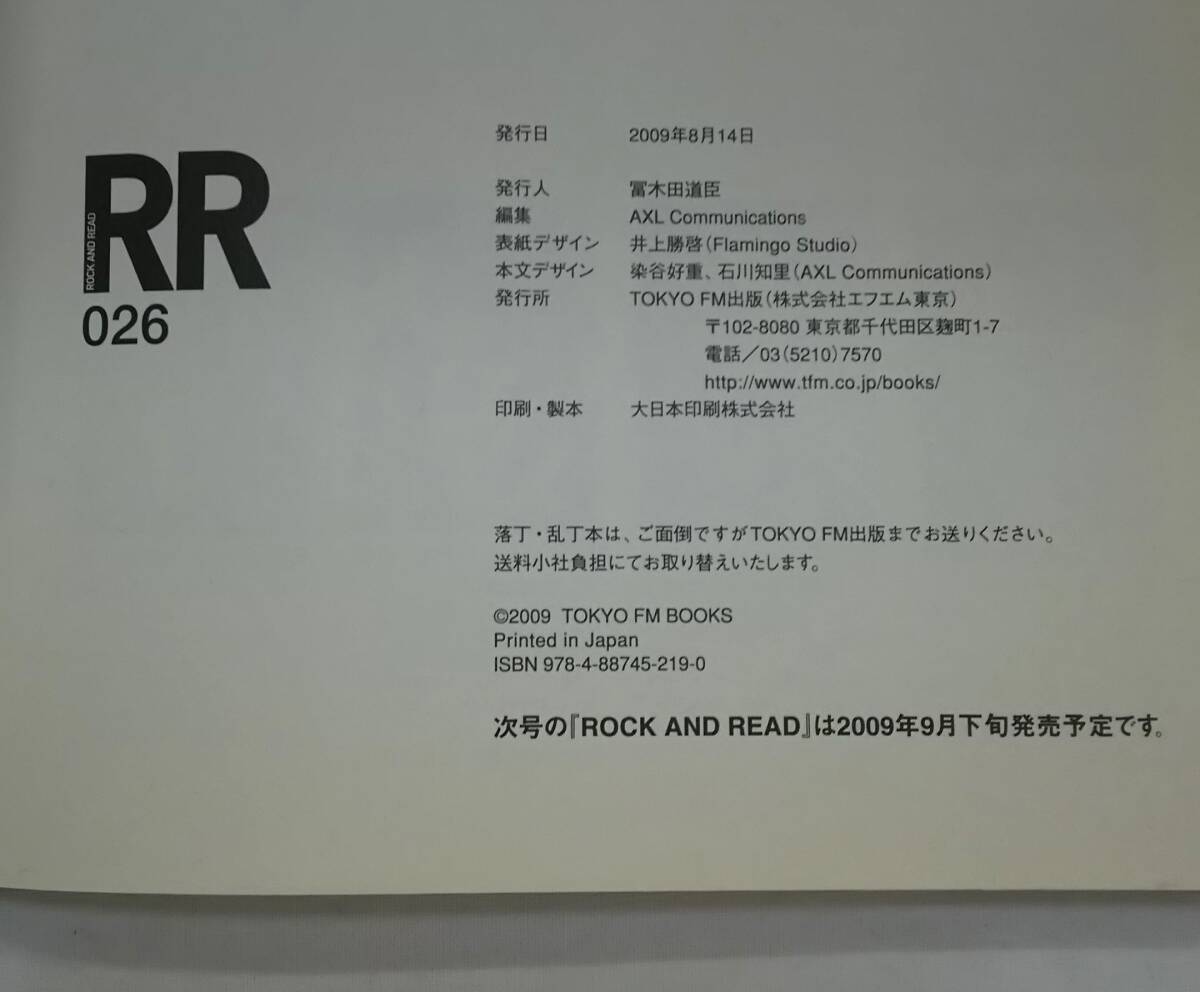 RR
ROCK AND READ
026
発行日 2009年8月14日
発行人 冨木田道臣
編集 AXL Communications
表紙デザイン 井上勝啓（Flamingo Studio）
本文デザイン 染谷好重、石川知里（AXL Communications）
発行所 TOKYO FM出版（株式会社エフエム東京）
〒102-8080 東京都千代田区麹町1-7
電話／03（5210）7570
http://www.tfm.co.jp/books/
印刷・製本 大日本印刷株式会社
落丁・乱丁本は、ご面倒ですがTOKYO FM出版までお送りください。
送料小社負担にてお取り替えいたします。
©2009 TOKYO FM BOOKS
Printed in Japan
ISBN 978-4-88745-219-0
次号の『ROCK AND READ』は2009年9月下旬発売予定です。